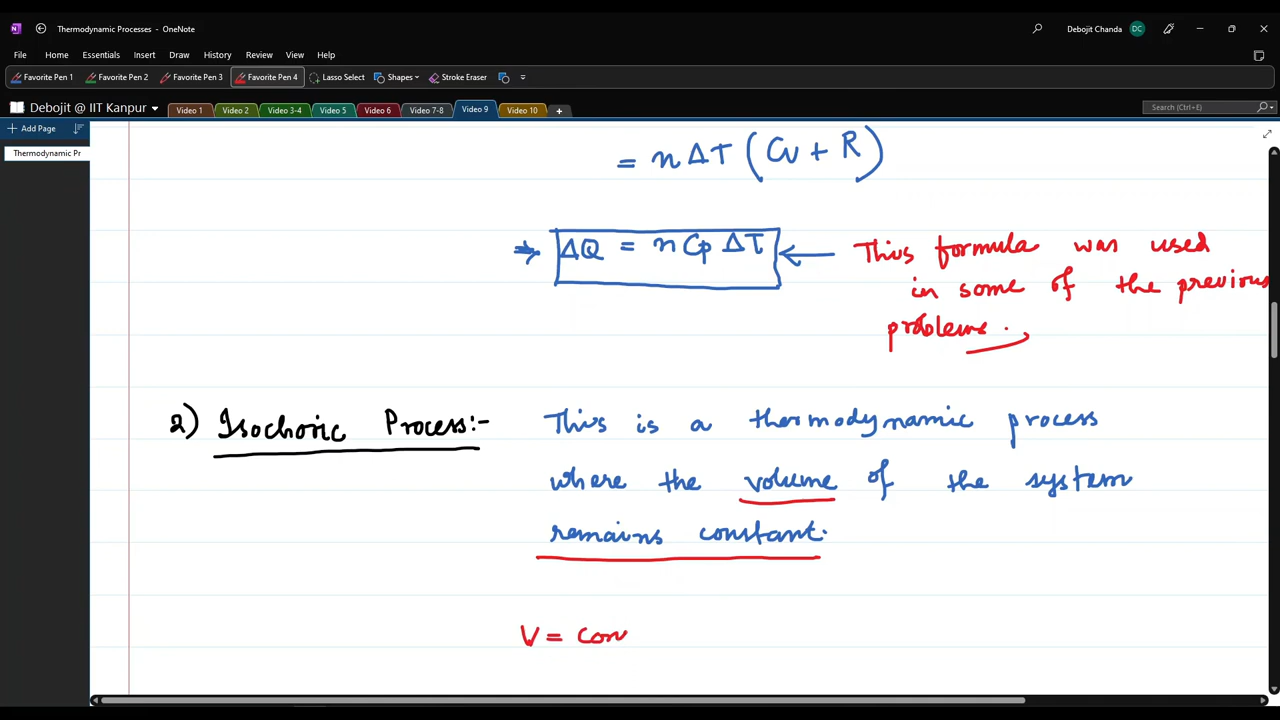 Thermodynamic Processes - OneNote
Debojit Chanda DC
File Home Essentials Insert Draw History Review View Help
Favorite Pen 1 Favorite Pen 2 Favorite Pen 3 Favorite Pen 4 Lasso Select Shapes Stroke Eraser
Debojit @ IIT Kanpur Video 1 Video 2 Video 3-4 Video 5 Video 6 Video 7-8 Video 9 Video 10 + Search (Ctrl+E)
+ Add Page
Thermodynamic Pr
= nΔT (Cv + R)
⇒ ΔQ = nCpΔT ← This formula was used
in some of the previous
problems.
2) Isochoric Process:- This is a thermodynamic process
where the volume of the system
remains constant.
V = con